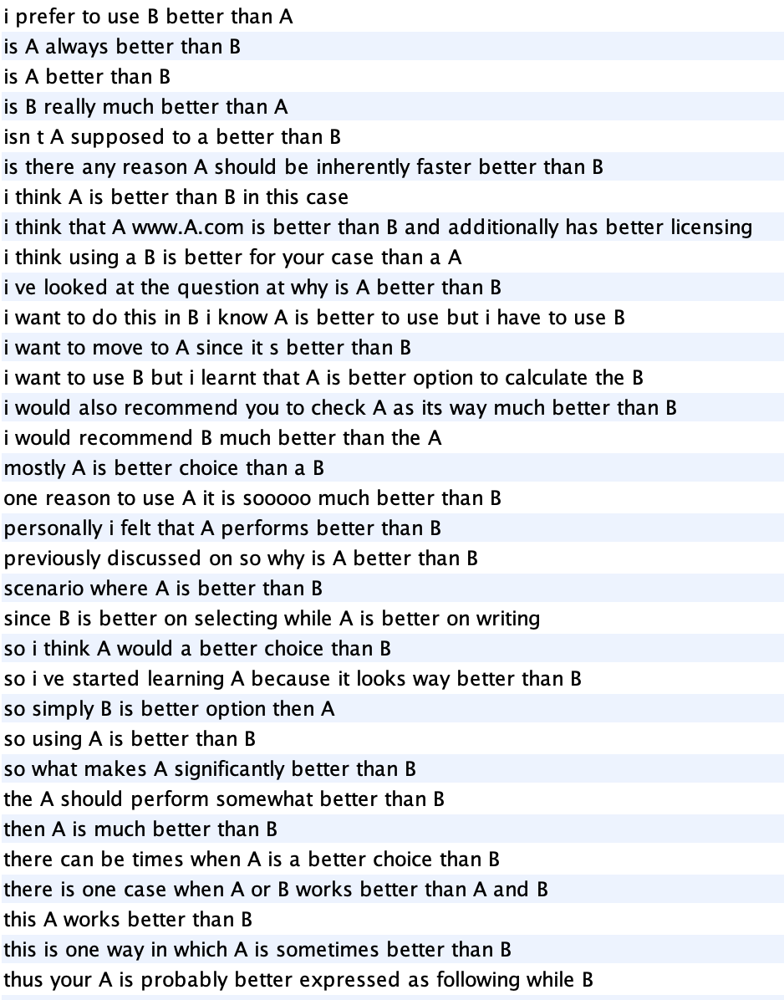 i prefer to use B better than A
is A always better than B
is A better than B
is B really much better than A
isn t A supposed to a better than B
is there any reason A should be inherently faster better than B
i think A is better than B in this case
i think that A www.A.com is better than B and additionally has better licensing
i think using a B is better for your case than a A
i ve looked at the question at why is A better than B
i want to do this in B i know A is better to use but i have to use B
i want to move to A since it s better than B
i want to use B but i learnt that A is better option to calculate the B
i would also recommend you to check A as its way much better than B
i would recommend B much better than the A
mostly A is better choice than a B
one reason to use A it is sooooo much better than B
personally i felt that A performs better than B
previously discussed on so why is A better than B
scenario where A is better than B
since B is better on selecting while A is better on writing
so i think A would a better choice than B
so i ve started learning A because it looks way better than B
so simply B is better option then A
so using A is better than B
so what makes A significantly better than B
the A should perform somewhat better than B
then A is much better than B
there can be times when A is a better choice than B
there is one case when A or B works better than A and B
this A works better than B
this is one way in which A is sometimes better than B
thus your A is probably better expressed as following while B